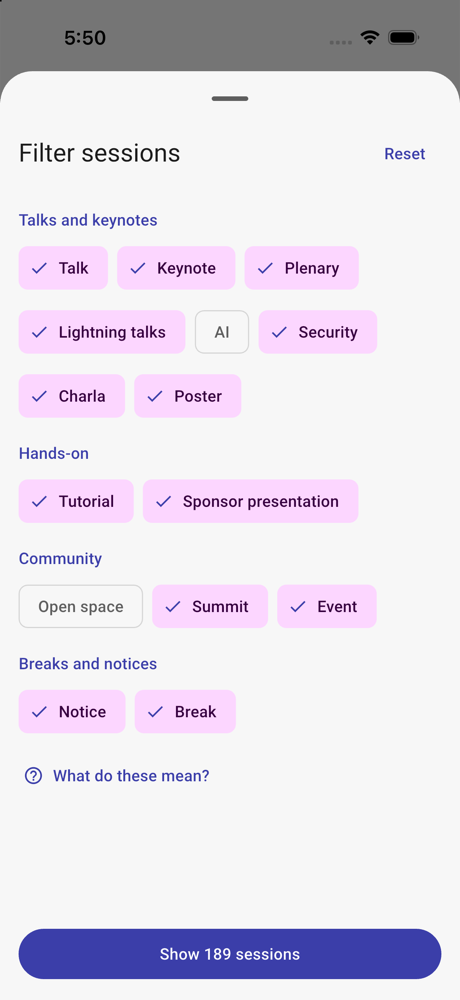 5:50
Filter sessions
Reset
Talks and keynotes
Talk Keynote Plenary
Lightning talks AI Security
Charla Poster
Hands-on
Tutorial Sponsor presentation
Community
Open space Summit Event
Breaks and notices
Notice Break
What do these mean?
Show 189 sessions